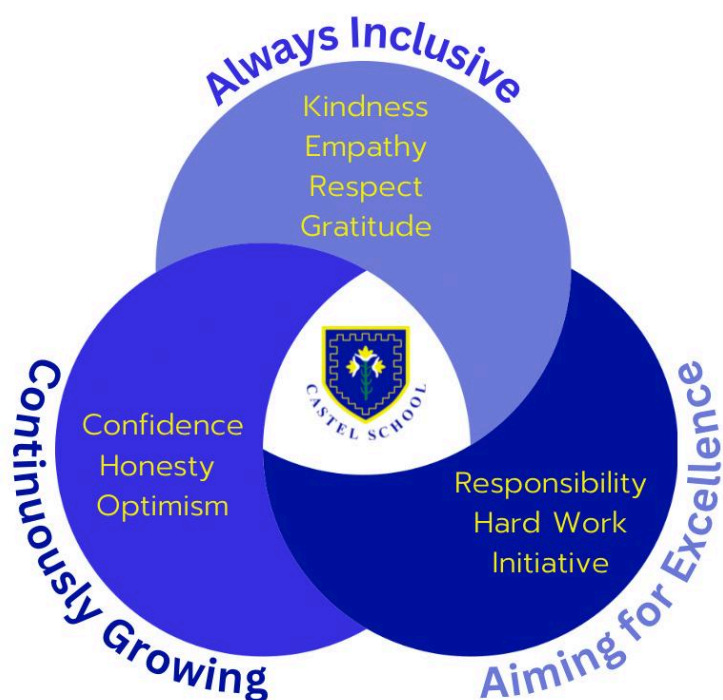 Always Inclusive
Kindness
Empathy
Respect
Gratitude
CASTEL SCHOOL
Continuously Growing
Confidence
Honesty
Optimism
Aiming for Excellence
Responsibility
Hard Work
Initiative